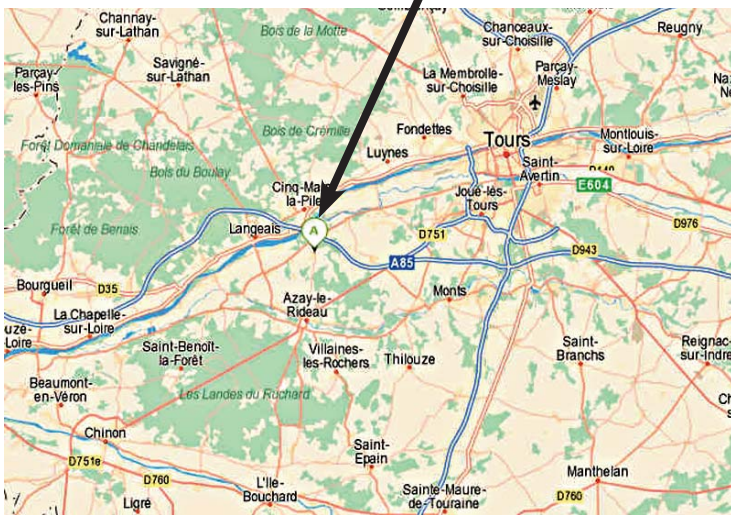 Channay-
sur-Lathan
Bois de la Motte
Chanceaux-
sur-Choisille
Reugny
Parçay-
les-Pins
Savigné-
sur-Lathan
La Membrolle-
sur-Choisille
Parçay-
Meslay
Forêt Domaniale de Chandelais
Bois de Crémille
Fondettes
Tours
Montlouis-
sur-Loire
Luynes
Bois du Boulay
Saint-
Avertin
E604
Cinq-Mars-
la-Pile
Joué-lès-
Tours
Forêt de Benais
Langeais
A
D751
D976
D943
A85
Bourgueil
D35
Monts
Azay-le-
Rideau
La Chapelle-
sur-Loire
Saint-Benoît-
la-Forêt
Villaines-
les-Rochers
Thilouze
Saint-
Branchs
Reignac-
sur-Indre
Beaumont-
en-Véron
Les Landes du Ruchard
Chinon
Saint-
Epain
D751e
D760
L'Ile-
Bouchard
Manthelan
Ligré
Sainte-Maure-
de-Touraine
D760